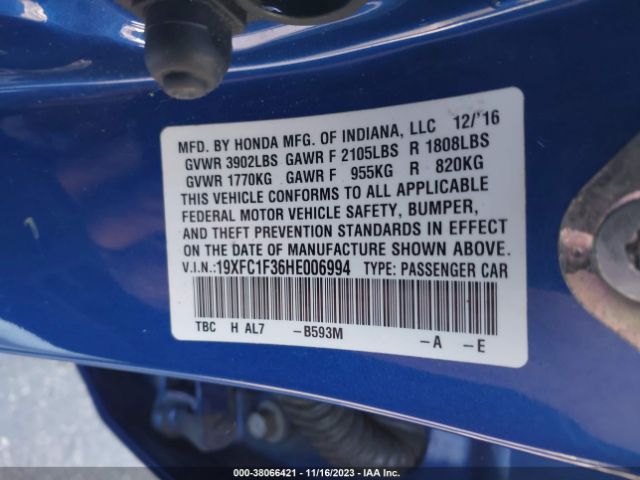 MFD. BY HONDA MFG. OF INDIANA, LLC 12/'16
GVWR 3902LBS GAWR F 2105LBS R 1808LBS
GVWR 1770KG GAWR F 955KG R 820KG
THIS VEHICLE CONFORMS TO ALL APPLICABLE
FEDERAL MOTOR VEHICLE SAFETY, BUMPER,
AND THEFT PREVENTION STANDARDS IN EFFECT
ON THE DATE OF MANUFACTURE SHOWN ABOVE.
V.I.N.:19XFC1F36HE006994 TYPE: PASSENGER CAR
TBC H AL7 –B593M –A –E
000-38066421 - 11/16/2023 - IAA Inc.